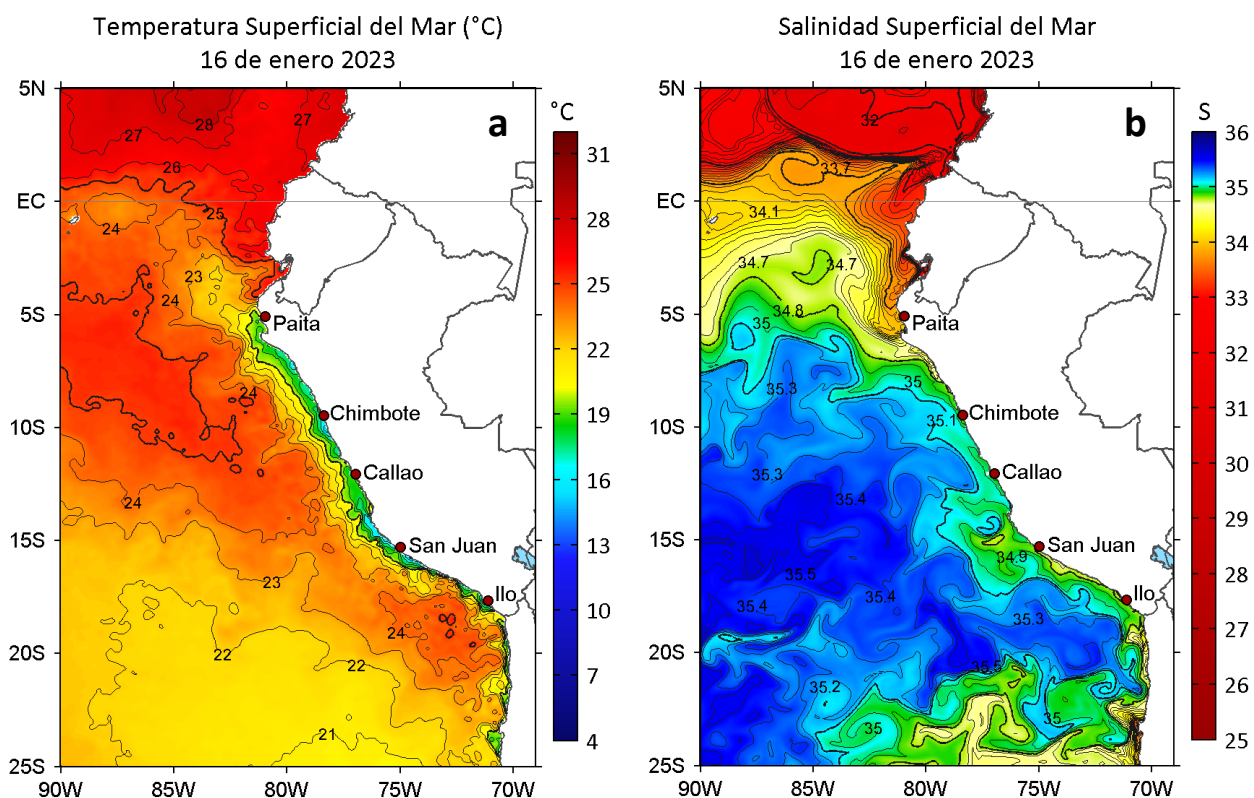 Temperatura Superficial del Mar (°C)
16 de enero 2023
5N
EC
5S
10S
15S
20S
25S
90W
85W
80W
75W
70W
a
27
28
27
26
25
24
23
24
24
24
23
24
22
22
21
Paita
Chimbote
Callao
San Juan
Ilo
°C
31
28
25
22
19
16
13
10
7
4
Salinidad Superficial del Mar
16 de enero 2023
5N
EC
5S
10S
15S
20S
25S
90W
85W
80W
75W
70W
b
32
33.7
34.1
34.7
34.7
34.8
35
35.3
35
35.1
35.3
35.4
34.9
35.5
35.4
35.4
35.3
35.5
35.2
35
35
Paita
Chimbote
Callao
San Juan
Ilo
S
36
35
34
33
32
31
30
29
28
27
26
25